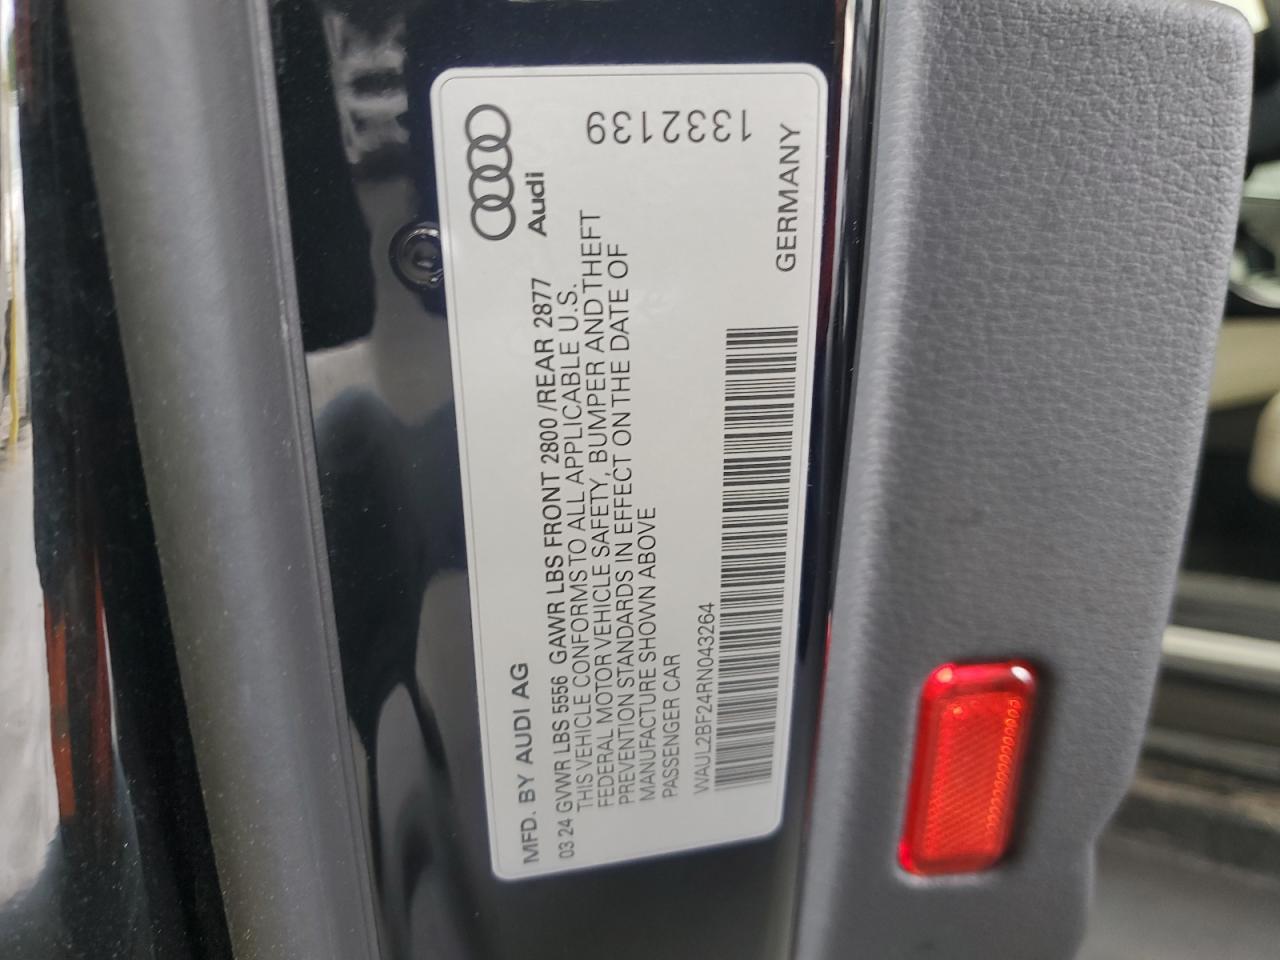 Audi
MFD. BY AUDI AG
03 24 GVWR LBS 5556 GAWR LBS FRONT 2800 /REAR 2877
THIS VEHICLE CONFORMS TO ALL APPLICABLE U.S.
FEDERAL MOTOR VEHICLE SAFETY, BUMPER AND THEFT
PREVENTION STANDARDS IN EFFECT ON THE DATE OF
MANUFACTURE SHOWN ABOVE
PASSENGER CAR
WAUL2BF24RN043264
GERMANY
1332139